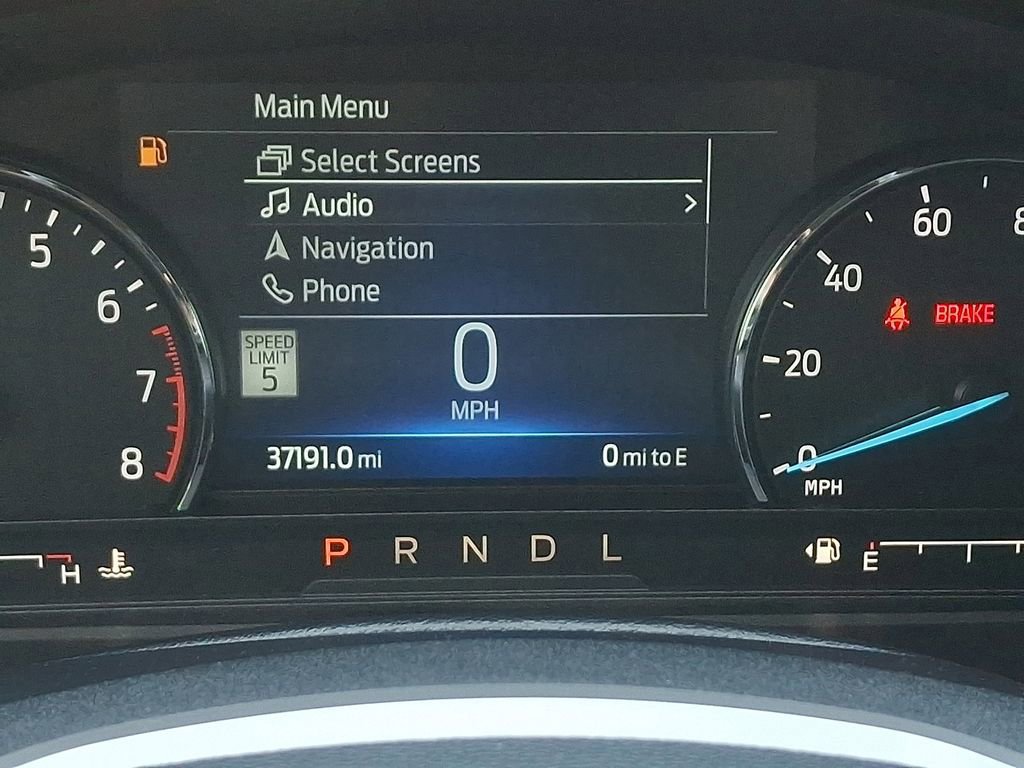 Main Menu
Select Screens
Audio
Navigation
Phone
SPEED
LIMIT
5
0
MPH
37191.0 mi
0 mi to E
5
6
7
8
H
P R N D L
0
20
40
60
MPH
BRAKE
E